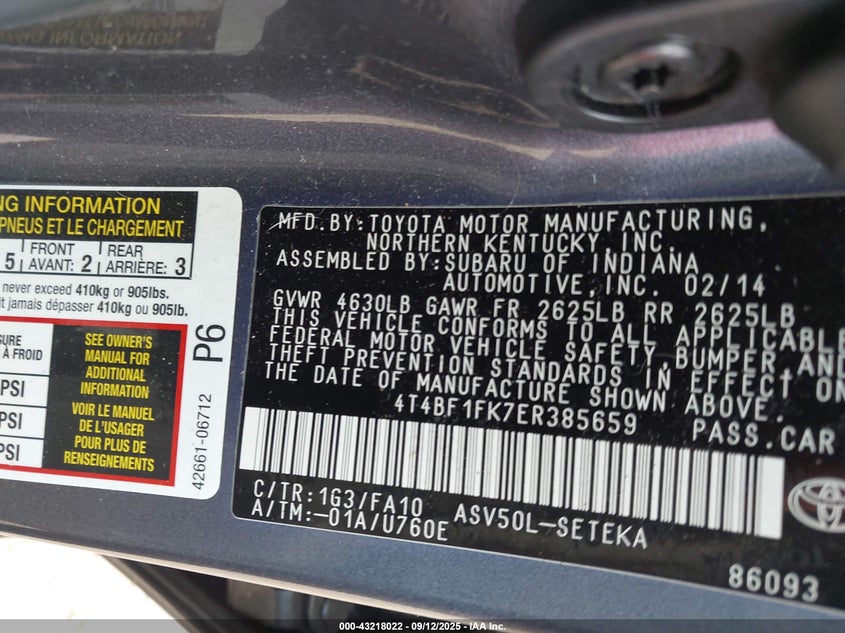 NG INFORMATION
PNEUS ET LE CHARGEMENT
5 FRONT AVANT: 2 REAR ARRIÈRE: 3
never exceed 410kg or 905lbs.
it jamais dépasser 410kg ou 905lb.
SURE
À FROID
PSI
PSI
PSI
SEE OWNER'S
MANUAL FOR
ADDITIONAL
INFORMATION
VOIR LE MANUEL
DE L'USAGER
POUR PLUS DE
RENSEIGNEMENTS
P6
42661-06712
MFD.BY:TOYOTA MOTOR MANUFACTURING,
NORTHERN KENTUCKY, INC.
ASSEMBLED BY:SUBARU OF INDIANA
AUTOMOTIVE,INC. 02/14
GVWR 4630LB GAWR FR 2625LB RR 2625LB
THIS VEHICLE CONFORMS TO ALL APPLICABLE
FEDERAL MOTOR VEHICLE SAFETY,BUMPER,AND
THEFT PREVENTION STANDARDS IN EFFECT ON
THE DATE OF MANUFACTURE SHOWN ABOVE.
4T4BF1FK7ER385659 PASS.CAR
C/TR:1G3/FA10 ASV50L-SETEKA
A/TM:-01A/U760E
86093
000-43218022 - 09/12/2025 - © IAA Inc.